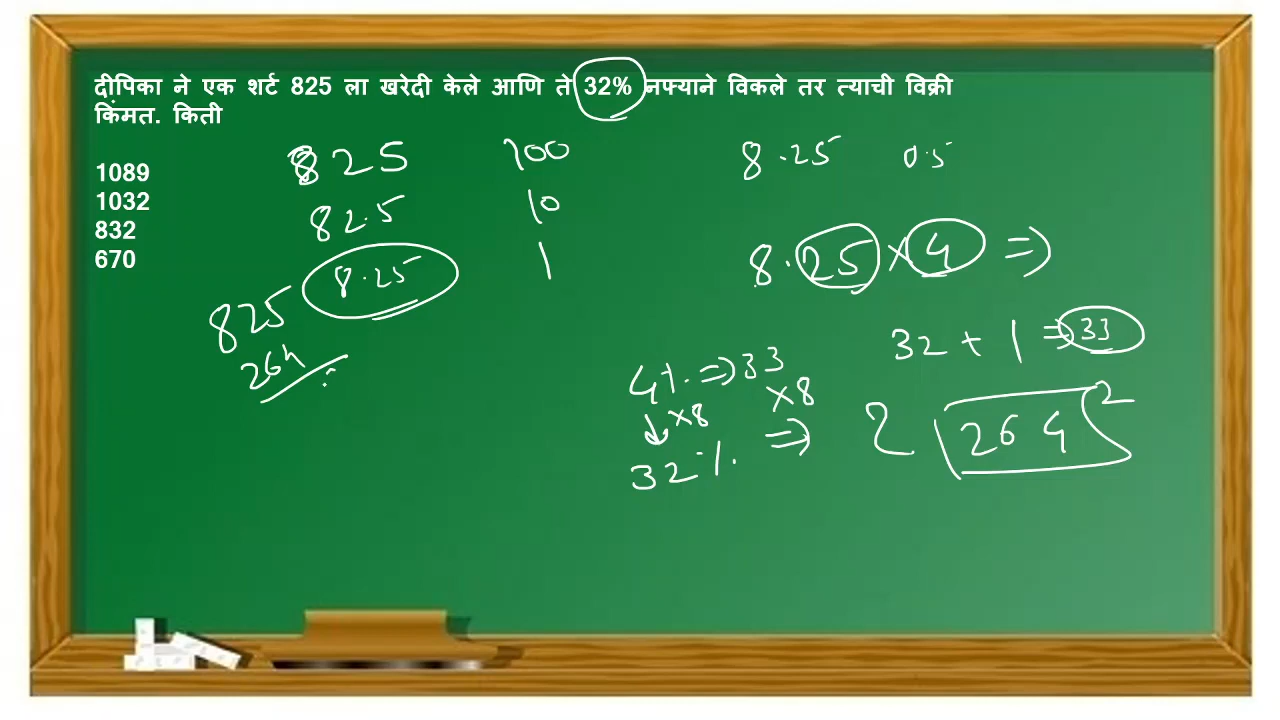 दीपिका ने एक शर्ट 825 ला खरेदी केले आणि ते 32% नफ्याने विकले तर त्याची विक्री
किंमत. किती
1089
1032
832
670
825 100
82.5 10
8.25 1
825
264
8.25 0.5
8.25 × 4 ⇒
32 + 1 ⇒ 33
4% ⇒ 33
×8 ×8
32% ⇒ 264